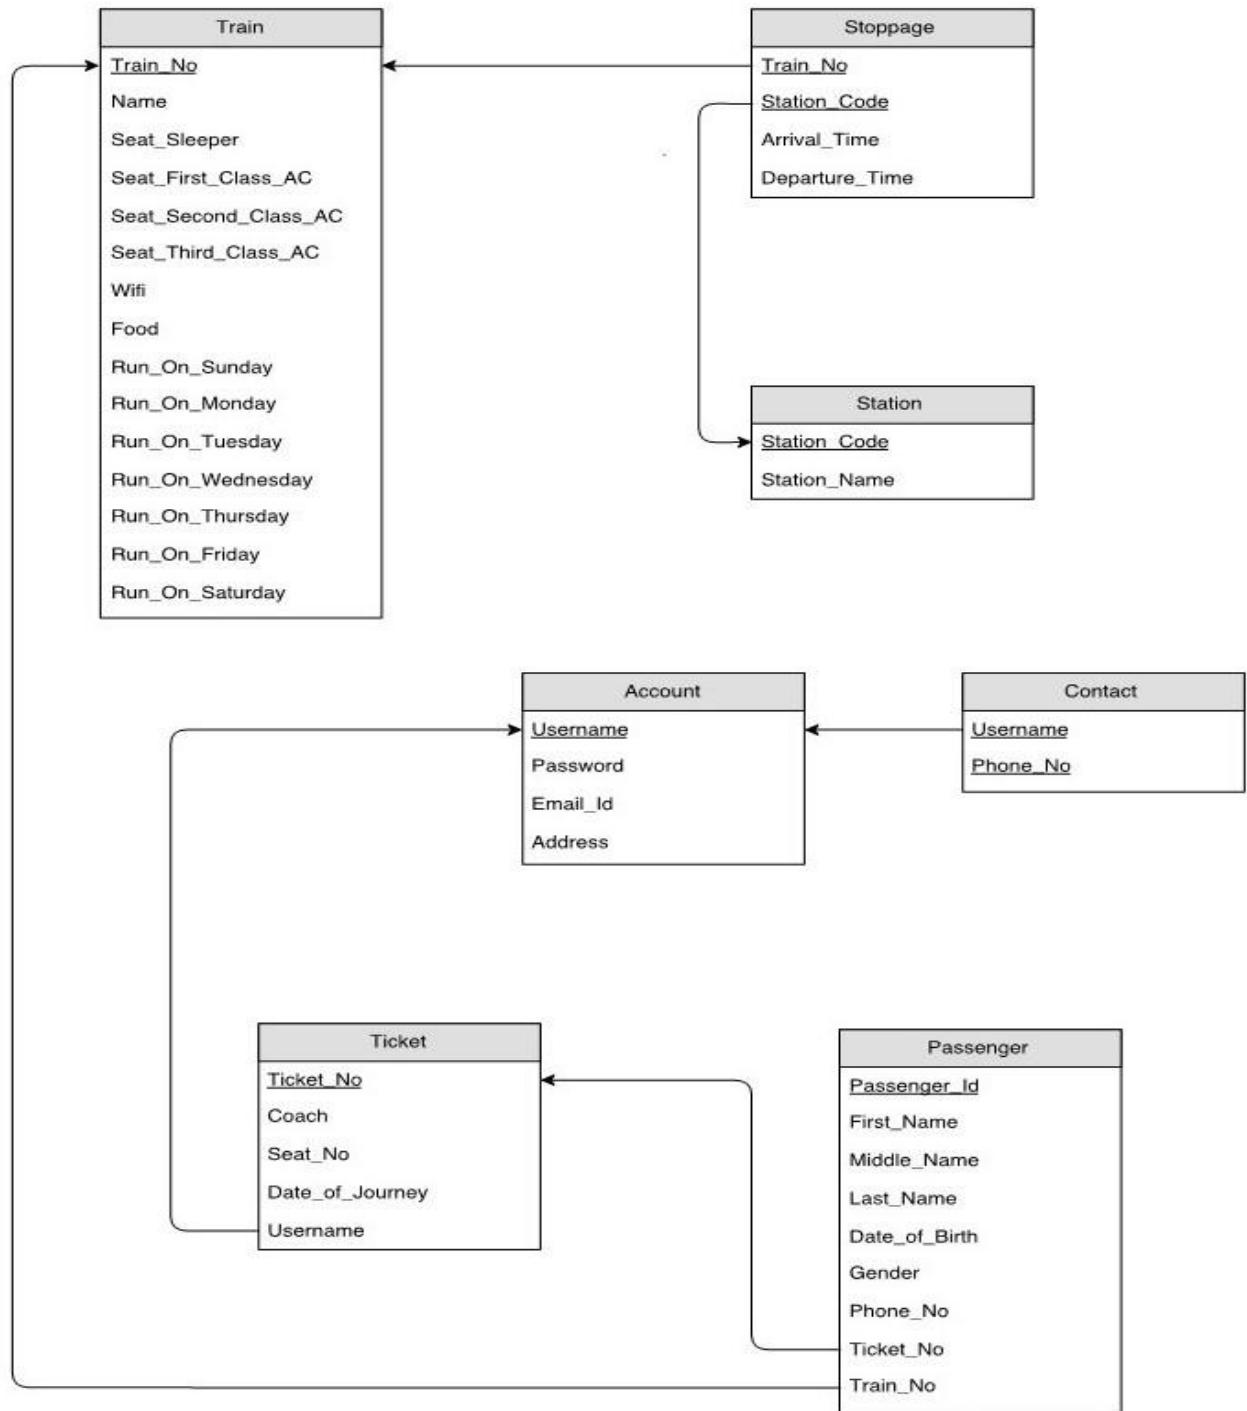 Train
Train_No
Name
Seat_Sleeper
Seat_First_Class_AC
Seat_Second_Class_AC
Seat_Third_Class_AC
Wifi
Food
Run_On_Sunday
Run_On_Monday
Run_On_Tuesday
Run_On_Wednesday
Run_On_Thursday
Run_On_Friday
Run_On_Saturday
Stoppage
Train_No
Station_Code
Arrival_Time
Departure_Time
Station
Station_Code
Station_Name
Account
Username
Password
Email_Id
Address
Contact
Username
Phone_No
Ticket
Ticket_No
Coach
Seat_No
Date_of_Journey
Username
Passenger
Passenger_Id
First_Name
Middle_Name
Last_Name
Date_of_Birth
Gender
Phone_No
Ticket_No
Train_No